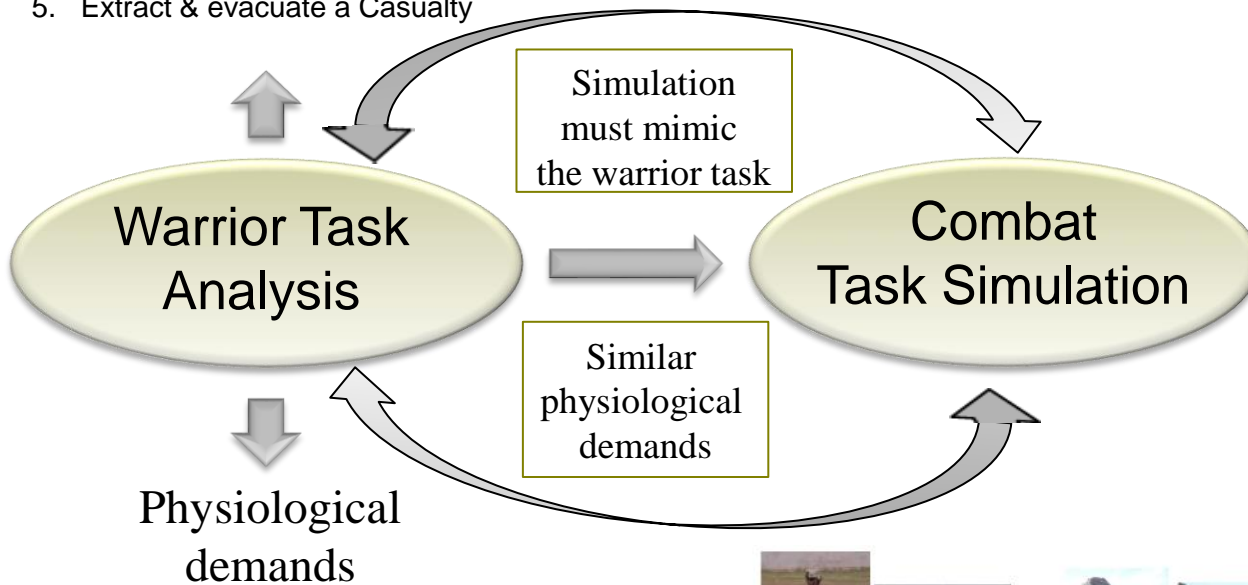 5. Extract & evacuate a Casualty
Simulation
must mimic
the warrior task
Warrior Task
Analysis
Combat
Task Simulation
Similar
physiological
demands
Physiological
demands